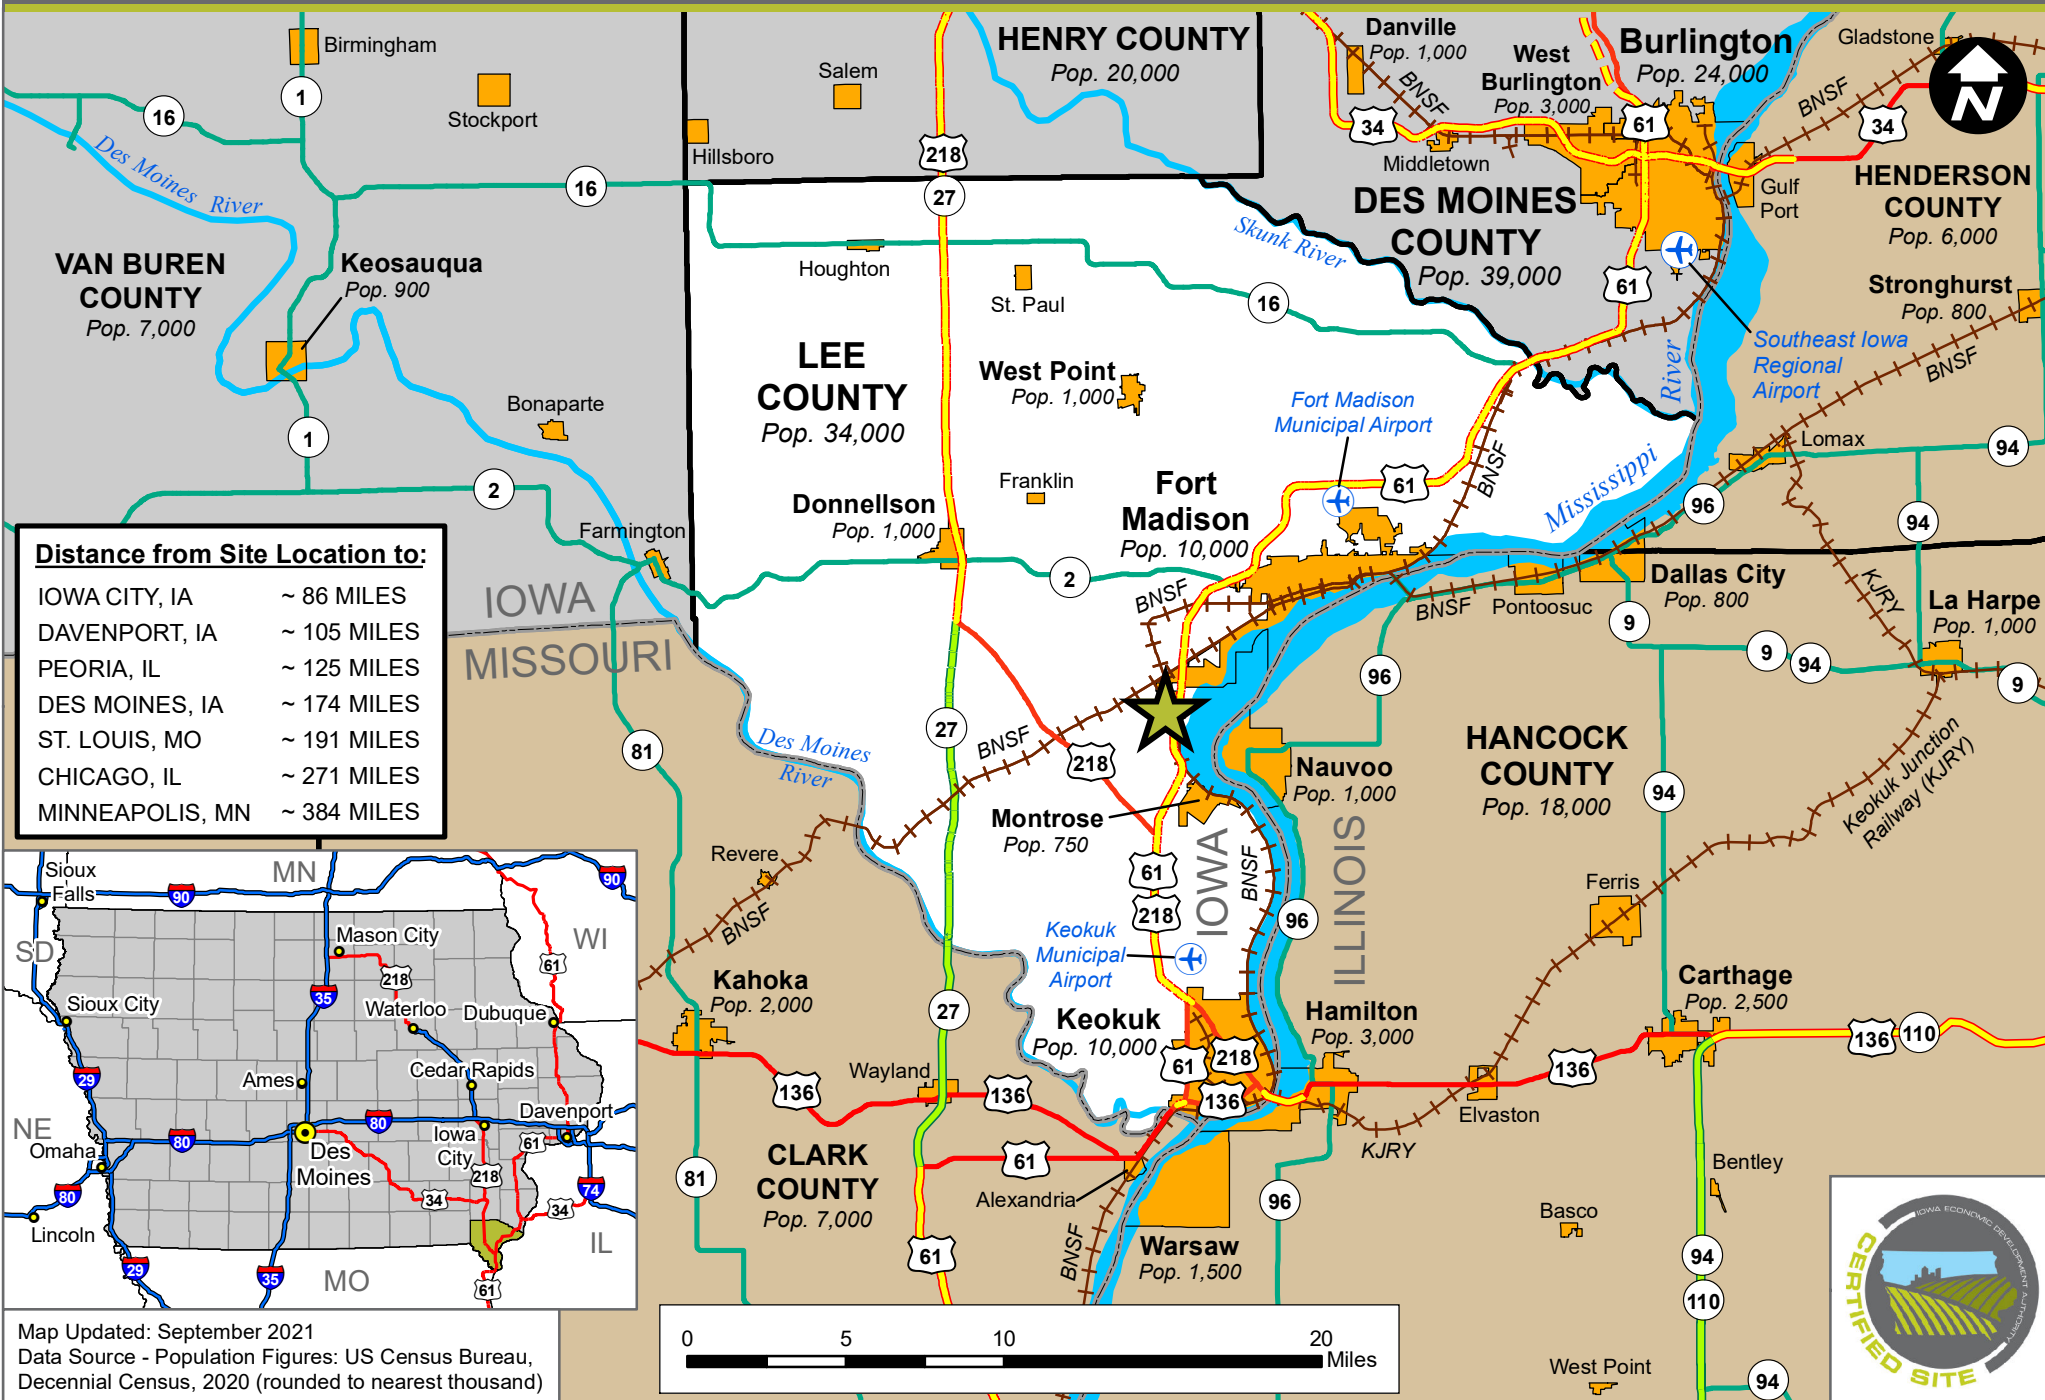 Birmingham
1
16
Stockport
Des Moines River
VAN BUREN
COUNTY
Pop. 7,000
Keosauqua
Pop. 900
1
16
2
Bonaparte
Farmington
Salem
Hillsboro
218
27
HENRY COUNTY
Pop. 20,000
Houghton
St. Paul
LEE
COUNTY
Pop. 34,000
West Point
Pop. 1,000
Franklin
Donnellson
Pop. 1,000
2
Skunk River
16
Fort Madison
Municipal Airport
Fort
Madison
Pop. 10,000
61
BNSF
BNSF
Danville
Pop. 1,000
BNSF
West
Burlington
Pop. 3,000
Burlington
Pop. 24,000
34
61
Middletown
DES MOINES
COUNTY
Pop. 39,000
61
Gladstone
N
BNSF
34
HENDERSON
COUNTY
Pop. 6,000
Gulf
Port
Stronghurst
Pop. 800
BNSF
Southeast Iowa
Regional
Airport
Mississippi
River
Lomax
94
96
94
Dallas City
Pop. 800
Pontoosuc
BNSF
9
KJRY
La Harpe
Pop. 1,000
9
94
9
96
HANCOCK
COUNTY
Pop. 18,000
94
Keokuk Junction
Railway (KJRY)
Distance from Site Location to:
IOWA CITY, IA ~ 86 MILES
DAVENPORT, IA ~ 105 MILES
PEORIA, IL ~ 125 MILES
DES MOINES, IA ~ 174 MILES
ST. LOUIS, MO ~ 191 MILES
CHICAGO, IL ~ 271 MILES
MINNEAPOLIS, MN ~ 384 MILES
IOWA
MISSOURI
81
Des Moines
River
27
BNSF
218
Nauvoo
Pop. 1,000
Montrose
Pop. 750
61
218
IOWA
BNSF
ILLINOIS
96
Revere
BNSF
Keokuk
Municipal
Airport
Kahoka
Pop. 2,000
27
Keokuk
Pop. 10,000
61
218
136
Hamilton
Pop. 3,000
Ferris
Carthage
Pop. 2,500
136
110
136
Elvaston
KJRY
136
Wayland
136
61
CLARK
COUNTY
Pop. 7,000
81
Alexandria
61
BNSF
Warsaw
Pop. 1,500
96
Basco
Bentley
94
110
West Point
94
MN
Sioux
Falls
90
90
SD
WI
Mason City
218
61
35
Sioux City
Waterloo
Dubuque
29
Ames
Cedar Rapids
NE
Omaha
80
80
Davenport
Iowa
City
61
Des
Moines
218
34
74
80
Lincoln
34
IL
29
35
MO
61
Map Updated: September 2021
Data Source - Population Figures: US Census Bureau,
Decennial Census, 2020 (rounded to nearest thousand)
0 5 10 20
Miles
IOWA ECONOMIC DEVELOPMENT AUTHORITY
CERTIFIED SITE